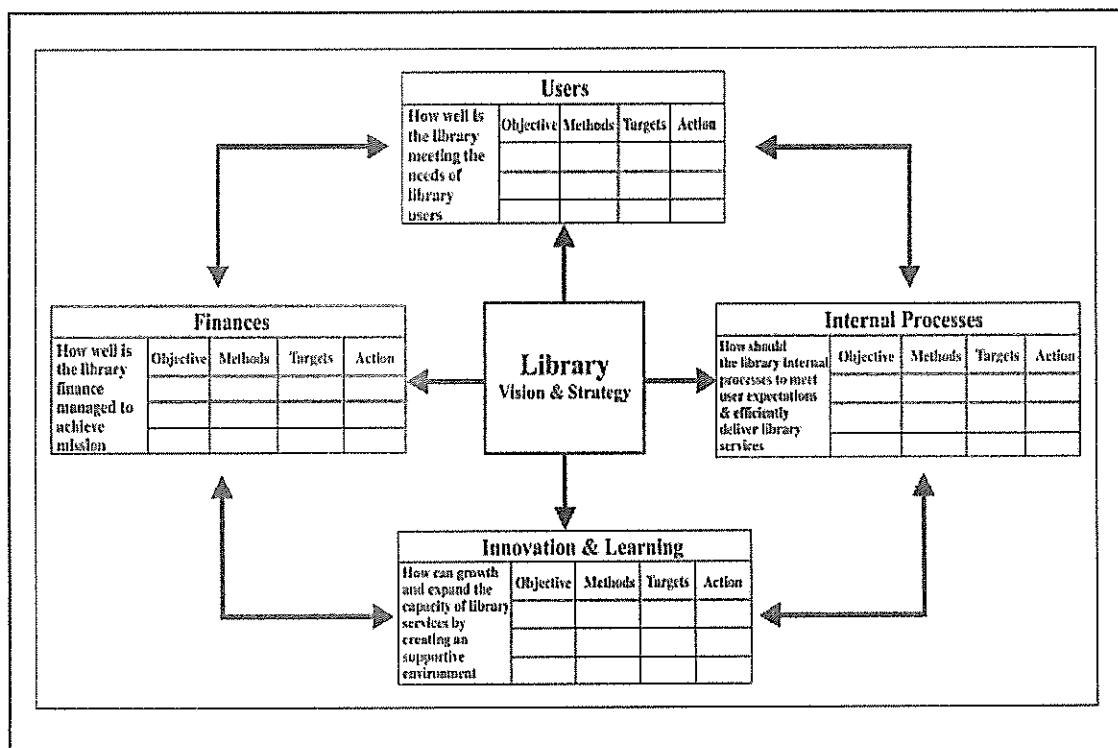 Users
How well is
the library
meeting the
needs of
library
users
Objective Methods Targets Action
Finances
How well is
the library
finance
managed to
achieve
mission
Objective Methods Targets Action
Library
Vision & Strategy
Internal Processes
How should
the library internal
processes to meet
user expectations
& efficiently
deliver library
services
Objective Methods Targets Action
Innovation & Learning
How can growth
and expand the
capacity of library
services by
creating an
supportive
environment
Objective Methods Targets Action